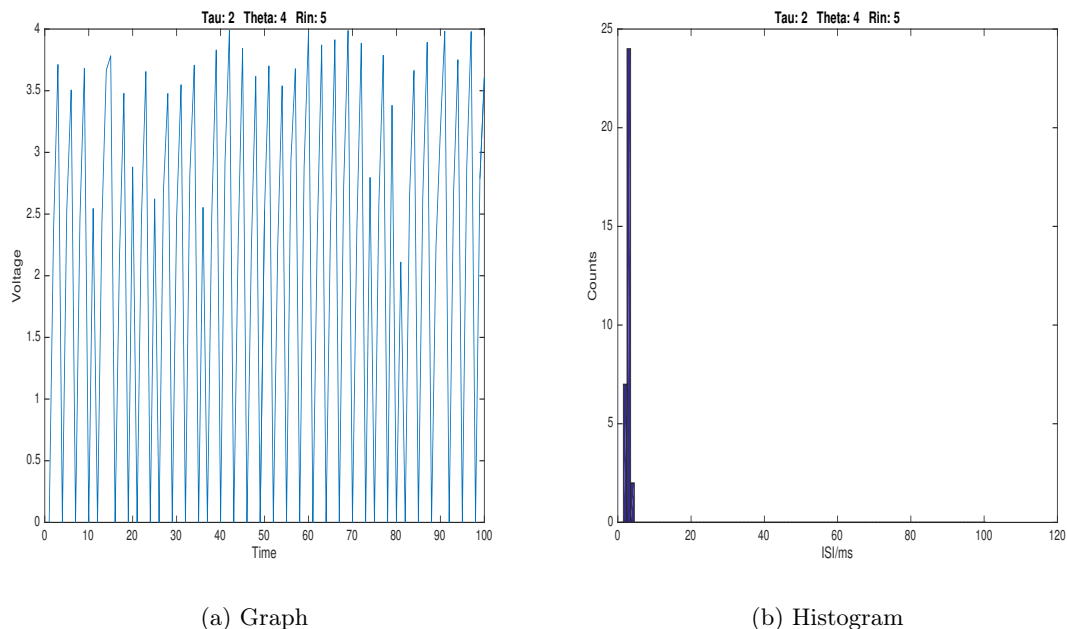 Tau: 2 Theta: 4 Rin: 5
4
3.5
3
2.5
2
1.5
1
0.5
0
Voltage
0 10 20 30 40 50 60 70 80 90 100
Time
(a) Graph
Tau: 2 Theta: 4 Rin: 5
25
20
15
10
5
0
Counts
0 20 40 60 80 100 120
ISI/ms
(b) Histogram